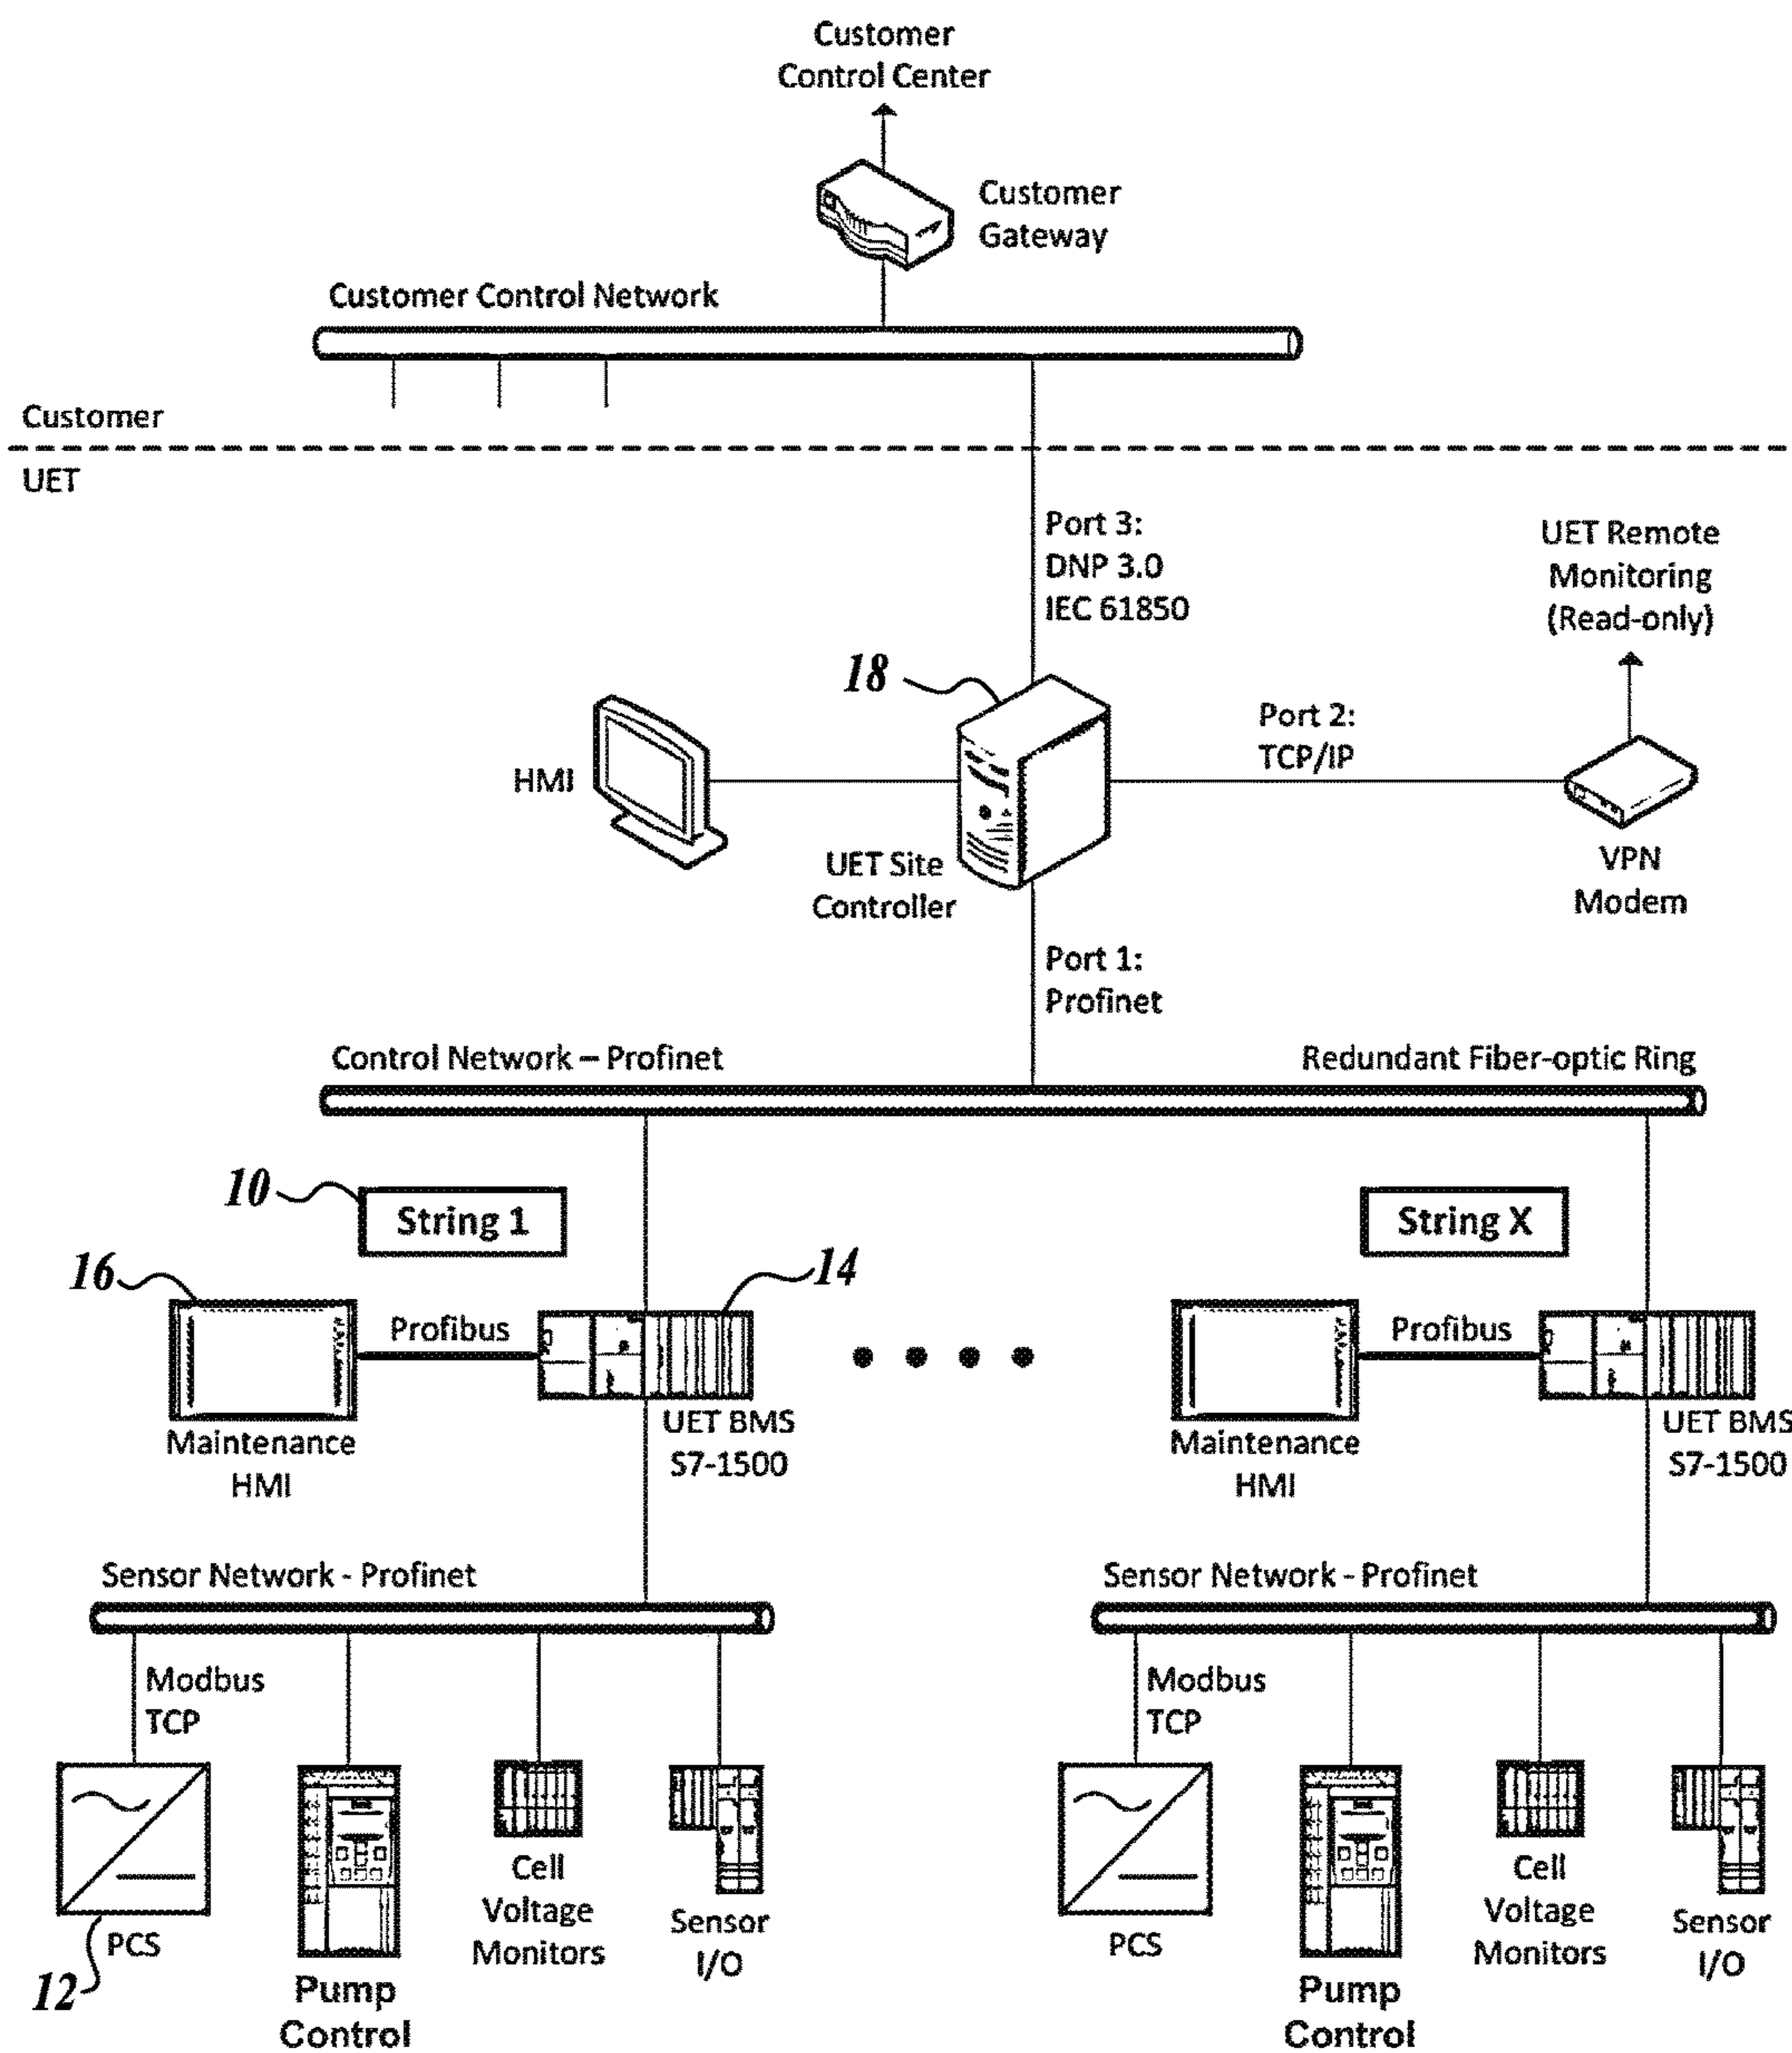 Customer
Control Center
Customer
Gateway
Customer Control Network
Customer
UET
Port 3:
DNP 3.0
IEC 61850
UET Remote
Monitoring
(Read-only)
18
Port 2:
TCP/IP
HMI
UET Site
Controller
VPN
Modem
Port 1:
Profinet
Control Network – Profinet
Redundant Fiber-optic Ring
10
String 1
String X
16
14
Profibus
Profibus
Maintenance
HMI
UET BMS
S7-1500
Maintenance
HMI
UET BMS
S7-1500
Sensor Network - Profinet
Sensor Network - Profinet
Modbus
TCP
Modbus
TCP
PCS
12
Pump
Control
Cell
Voltage
Monitors
Sensor
I/O
PCS
Pump
Control
Cell
Voltage
Monitors
Sensor
I/O